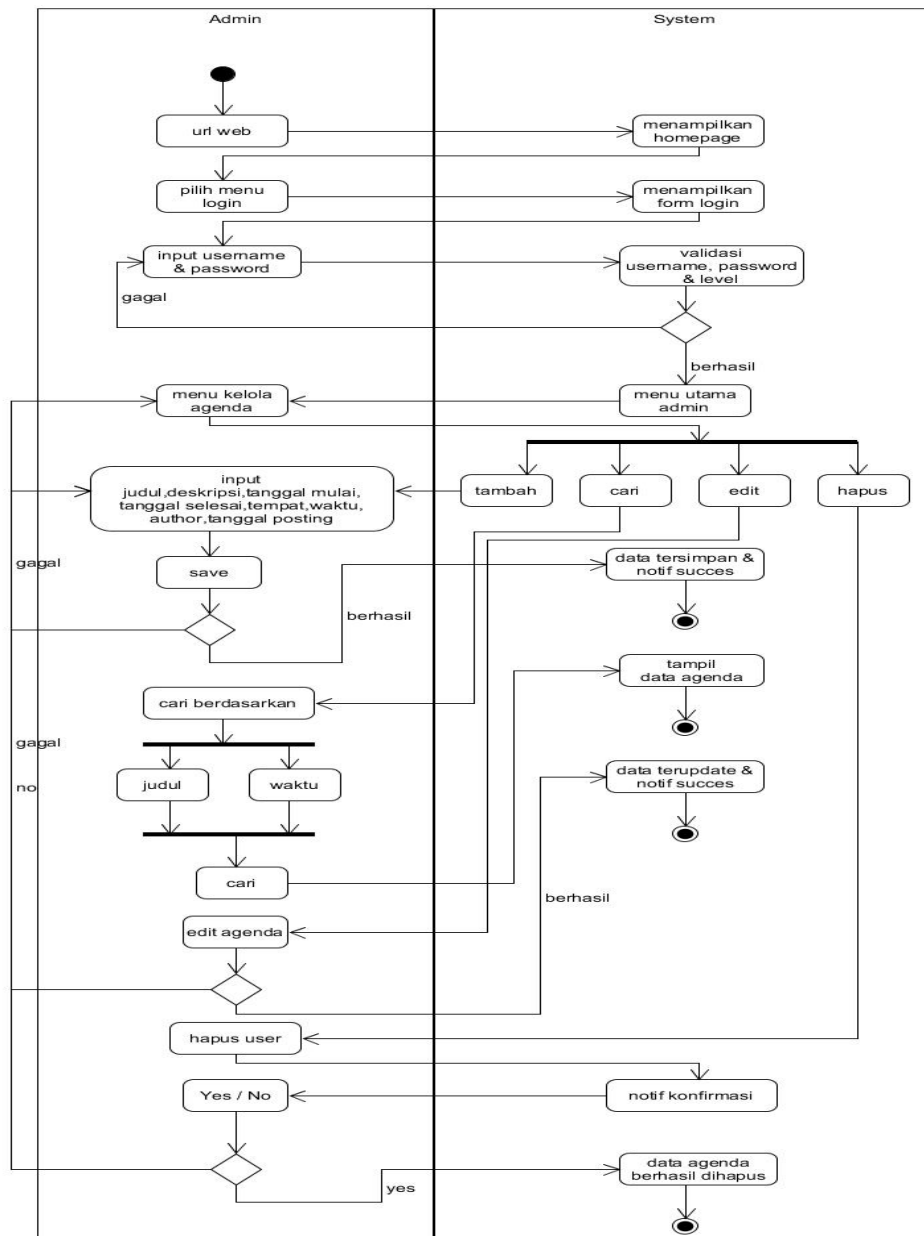 Admin
System
url web
menampilkan
homepage
pilih menu
login
menampilkan
form login
input username
& password
validasi
username, password
& level
gagal
berhasil
menu kelola
agenda
menu utama
admin
input
judul,deskripsi,tanggal mulai,
tanggal selesai,tempat,waktu,
author,tanggal posting
tambah
cari
edit
hapus
gagal
save
data tersimpan &
notif succes
berhasil
tampil
data agenda
cari berdasarkan
gagal
no
judul
waktu
data terupdate &
notif succes
cari
berhasil
edit agenda
hapus user
Yes / No
notif konfirmasi
yes
data agenda
berhasil dihapus